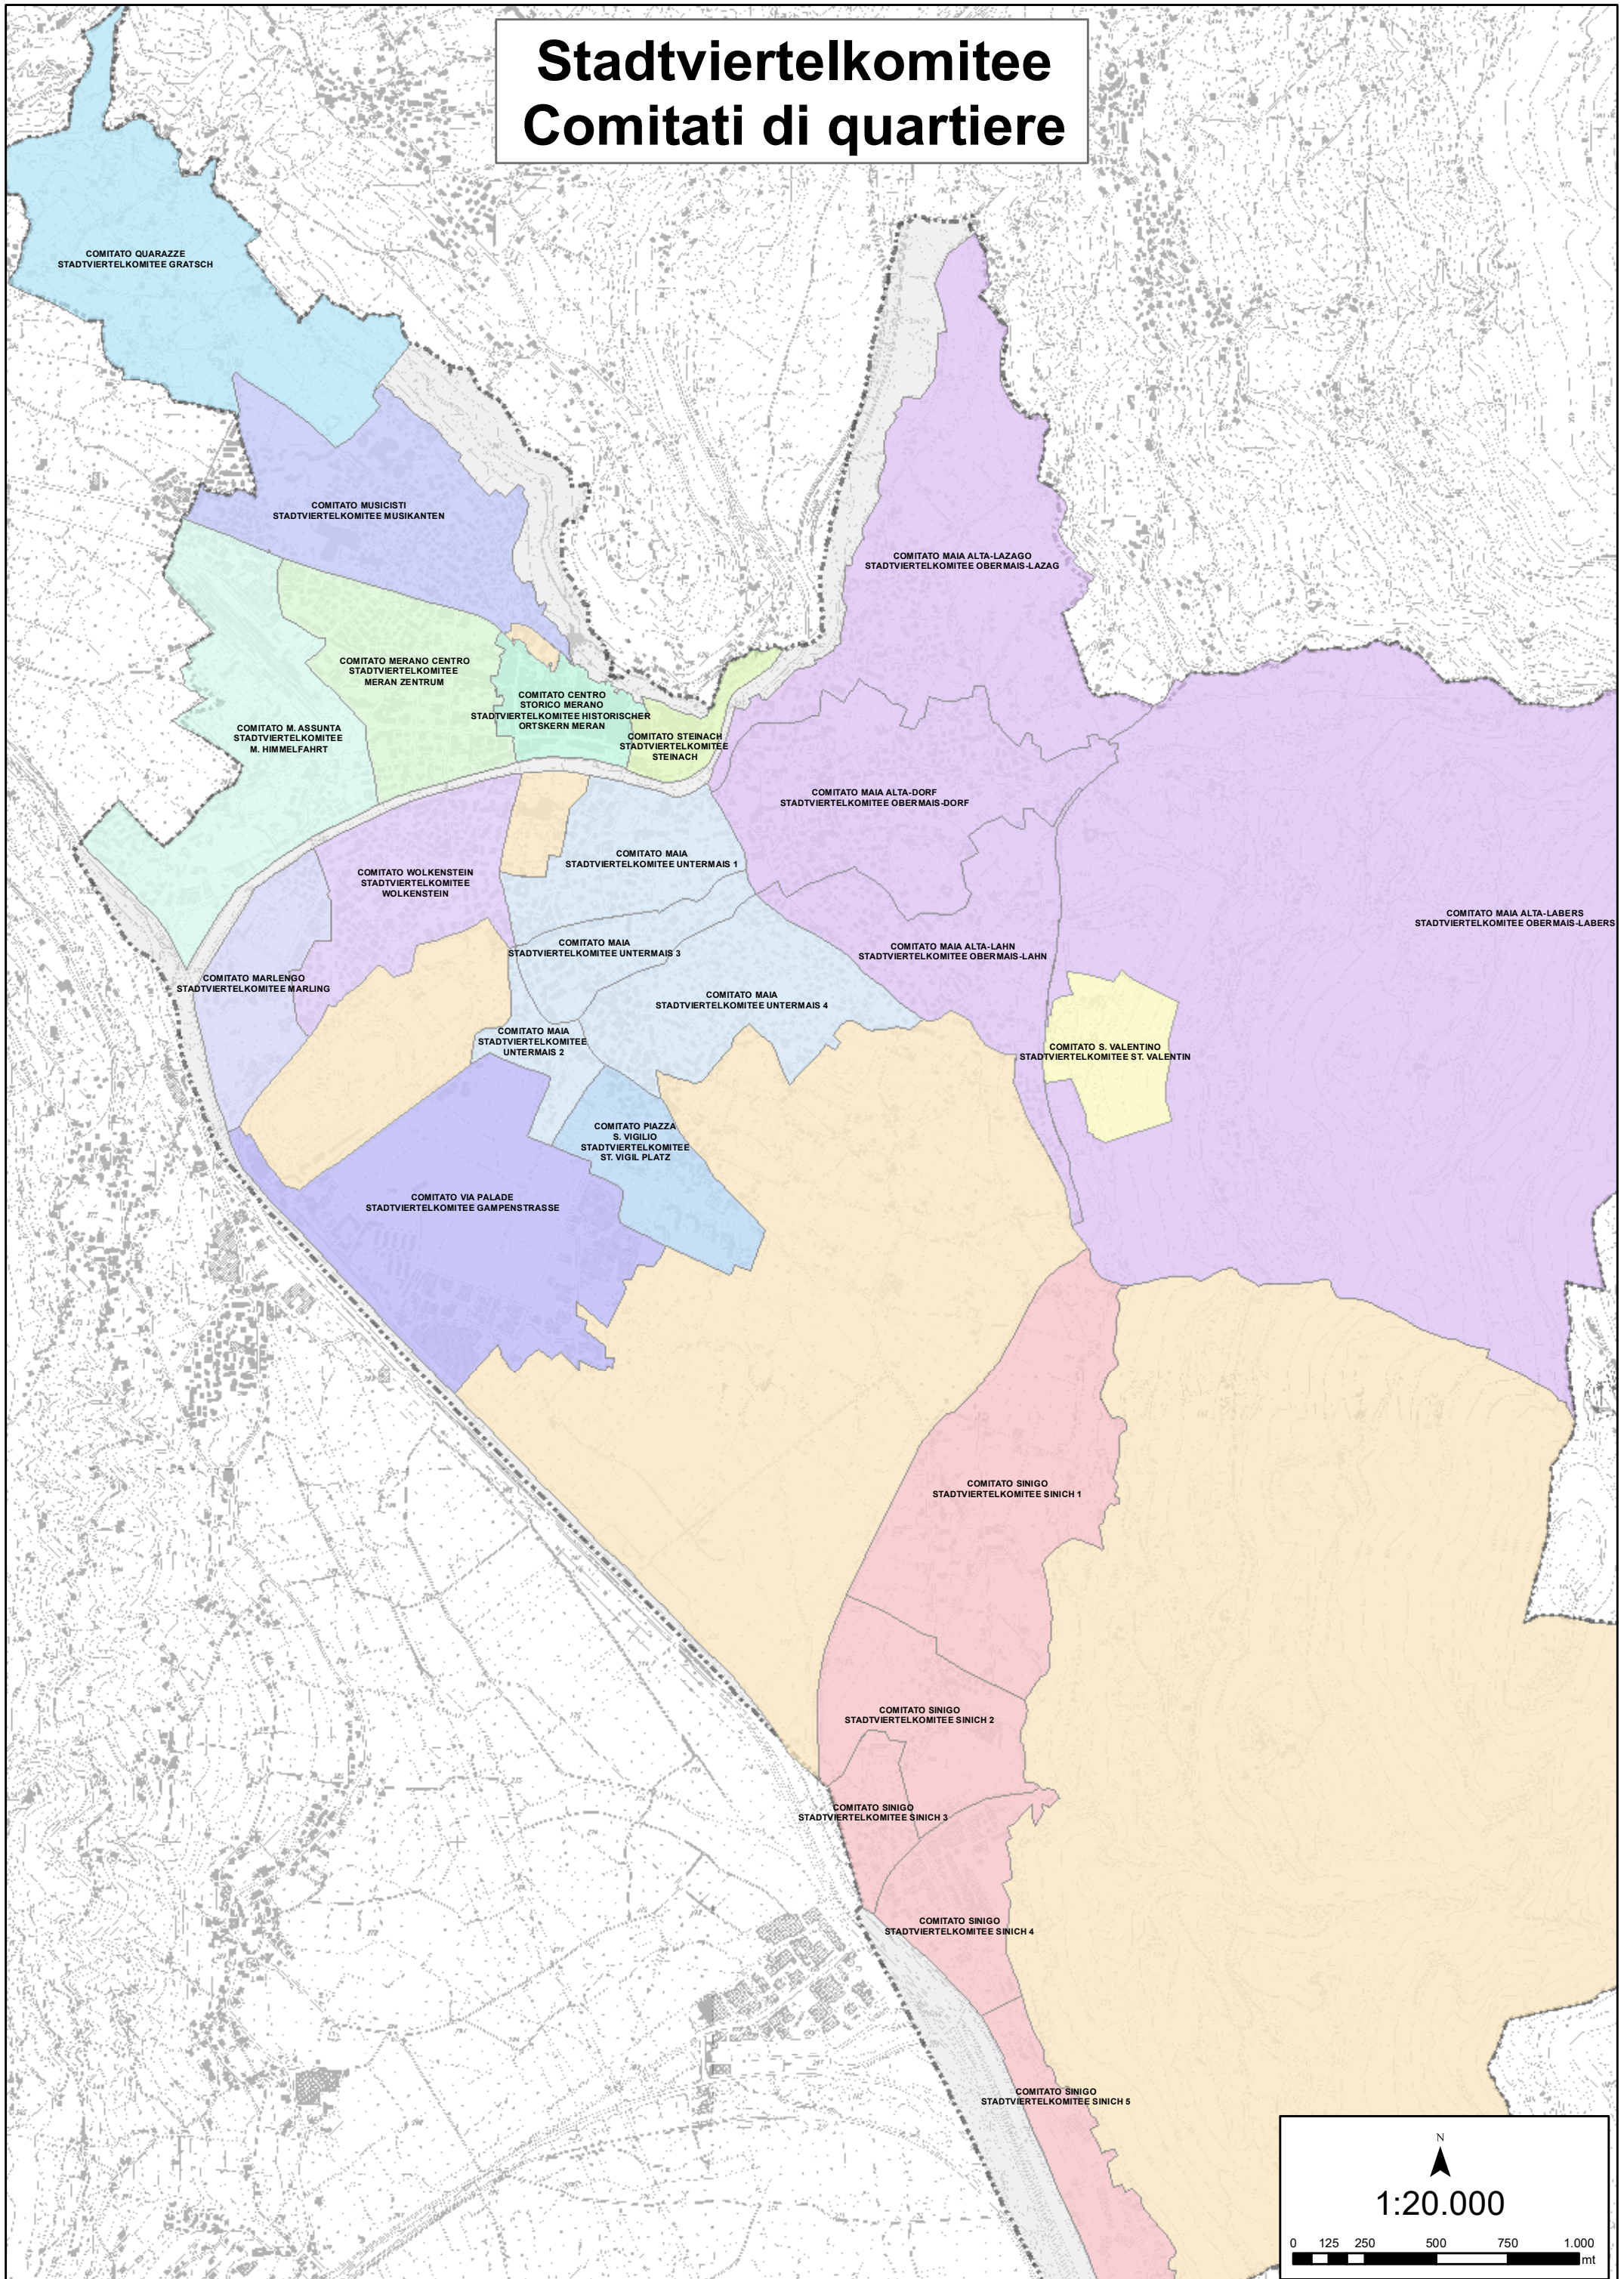 Stadtviertelkomitee
Comitati di quartiere
COMITATO QUARAZZE
STADTVIERTELKOMITEE GRATSCH
COMITATO MUSICISTI
STADTVIERTELKOMITEE MUSIKANTEN
COMITATO MAIA ALTA-LAZAGO
STADTVIERTELKOMITEE OBERMAIS-LAZAG
COMITATO MERANO CENTRO
STADTVIERTELKOMITEE
MERAN ZENTRUM
COMITATO CENTRO
STORICO MERANO
STADTVIERTELKOMITEE HISTORISCHER
ORTSKERN MERAN
COMITATO M. ASSUNTA
STADTVIERTELKOMITEE
M. HIMMELFAHRT
COMITATO STEINACH
STADTVIERTELKOMITEE
STEINACH
COMITATO MAIA ALTA-DORF
STADTVIERTELKOMITEE OBERMAIS-DORF
COMITATO MAIA
STADTVIERTELKOMITEE UNTERMAIS 1
COMITATO WOLKENSTEIN
STADTVIERTELKOMITEE
WOLKENSTEIN
COMITATO MAIA ALTA-LABERS
STADTVIERTELKOMITEE OBERMAIS-LABERS
COMITATO MAIA
STADTVIERTELKOMITEE UNTERMAIS 3
COMITATO MAIA ALTA-LAHN
STADTVIERTELKOMITEE OBERMAIS-LAHN
COMITATO MARLENGO
STADTVIERTELKOMITEE MARLING
COMITATO MAIA
STADTVIERTELKOMITEE UNTERMAIS 4
COMITATO MAIA
STADTVIERTELKOMITEE
UNTERMAIS 2
COMITATO S. VALENTINO
STADTVIERTELKOMITEE ST. VALENTIN
COMITATO PIAZZA
S. VIGILIO
STADTVIERTELKOMITEE
ST. VIGIL PLATZ
COMITATO VIA PALADE
STADTVIERTELKOMITEE GAMPENSTRASSE
COMITATO SINIGO
STADTVIERTELKOMITEE SINICH 1
COMITATO SINIGO
STADTVIERTELKOMITEE SINICH 2
COMITATO SINIGO
STADTVIERTELKOMITEE SINICH 3
COMITATO SINIGO
STADTVIERTELKOMITEE SINICH 4
COMITATO SINIGO
STADTVIERTELKOMITEE SINICH 5
N
1:20.000
0 125 250 500 750 1.000
mt